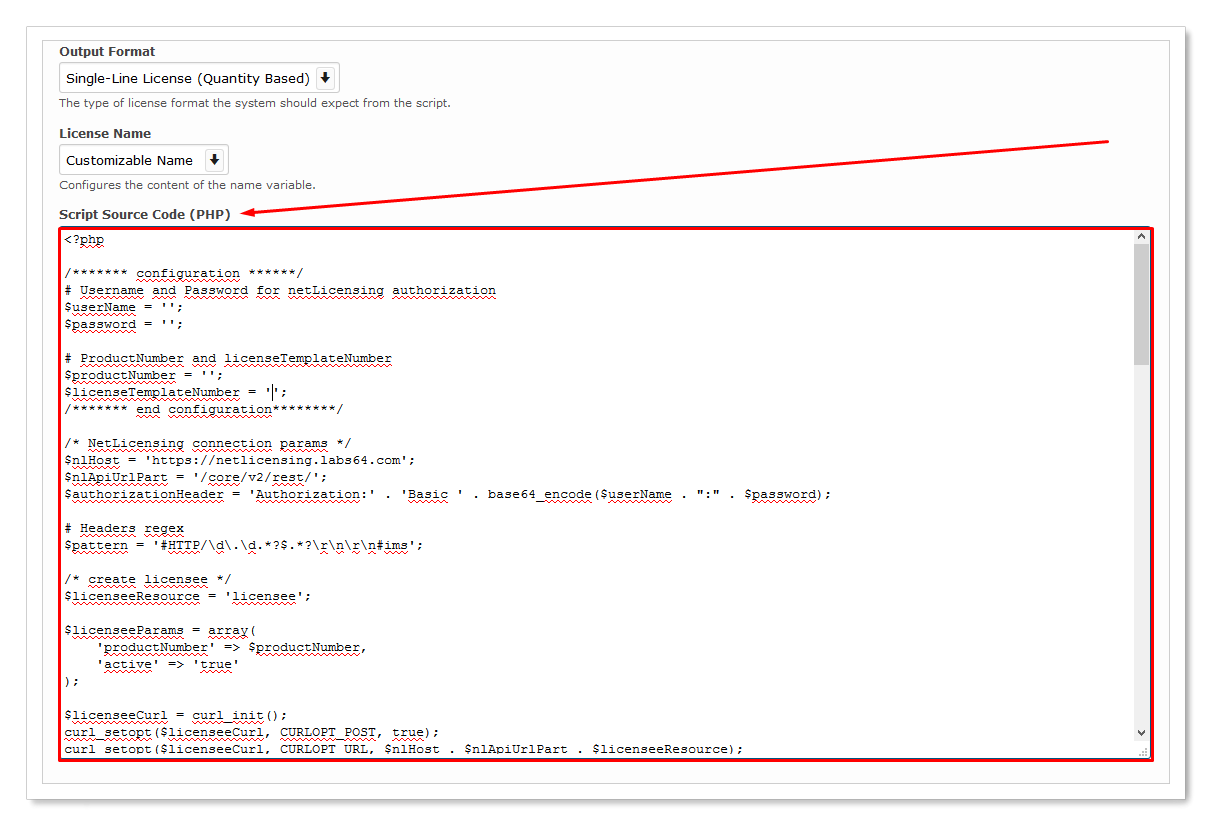 Output Format
Single-Line License (Quantity Based)
The type of license format the system should expect from the script.
License Name
Customizable Name
Configures the content of the name variable.
Script Source Code (PHP)
<?php
/******* configuration ******/
# Username and Password for netLicensing authorization
$userName = '';
$password = '';
# ProductNumber and licenseTemplateNumber
$productNumber = '';
$licenseTemplateNumber = '';
/******* end configuration********/
/* NetLicensing connection params */
$nlHost = 'https://netlicensing.labs64.com';
$nlApiUrlPart = '/core/v2/rest/';
$authorizationHeader = 'Authorization:' . 'Basic ' . base64_encode($userName . ":" . $password);
# Headers regex
$pattern = '#HTTP/\d\.\d.*?$.*?\r\n\r\n#ims';
/* create licensee */
$licenseeResource = 'licensee';
$licenseeParams = array(
    'productNumber' => $productNumber,
    'active' => 'true'
);
$licenseeCurl = curl_init();
curl_setopt($licenseeCurl, CURLOPT_POST, true);
curl_setopt($licenseeCurl, CURLOPT_URL, $nlHost . $nlApiUrlPart . $licenseeResource);